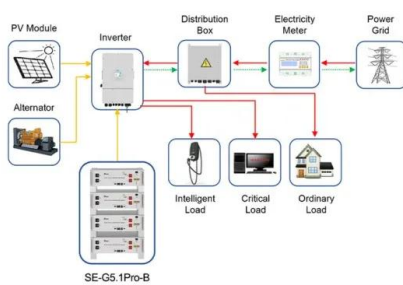 PV Module
Inverter
Distribution
Box
Electricity
Meter
Power
Grid
Alternator
Intelligent
Load
Critical
Load
Ordinary
Load
SE-G5.1Pro-B